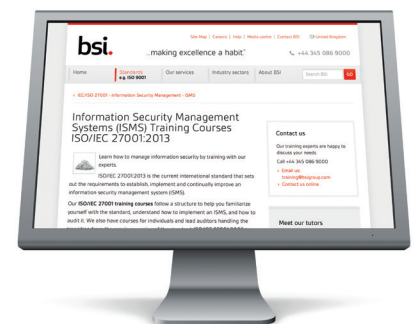 Site Map | Careers | Help | Media centre | Contact BSI United Kingdom
bsi.
...making excellence a habit.™
+44 345 086 9000
Home
Standards
e.g. ISO 9001
Our services
Industry sectors
About BSI
Search BSI
GO
IEC/ISO 27001 - Information Security Management - ISMS
Information Security Management
Systems (ISMS) Training Courses
ISO/IEC 27001:2013
Learn how to manage information security by training with our
experts.
ISO/IEC 27001:2013 is the current international standard that sets
out the requirements to establish, implement and continually improve an
information security management system (ISMS).
Our ISO/IEC 27001 training courses follow a structure to help you familiarize
yourself with the standard, understand how to implement an ISMS, and how to
audit it. We also have courses for individuals and lead auditors handling the
Contact us
Our training experts are happy to
discuss your needs
Call +44 345 086 9000
Email us:
training@bsigroup.com
Contact us online
Meet our tutors